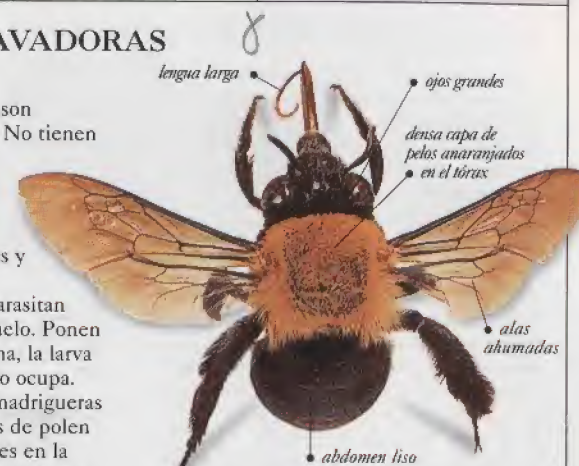 AVADORAS
son
No tienen
s y
arasitan
uelo. Ponen
na, la larva
o ocupa.
madrigueras
s de polen
es en la
lengua larga
ojos grandes
densa capa de
pelos anaranjados
en el tórax
alas
ahumadas
abdomen liso